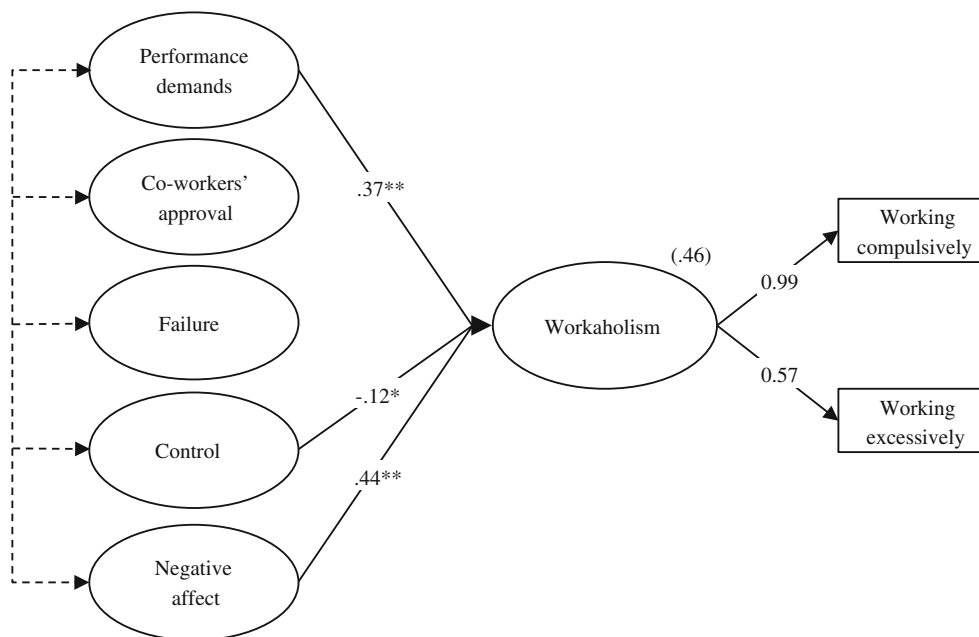 Performance
demands
Co-workers'
approval
Failure
Control
Negative
affect
.37**
-.12*
.44**
(.46)
Workaholism
0.99
0.57
Working
compulsively
Working
excessively